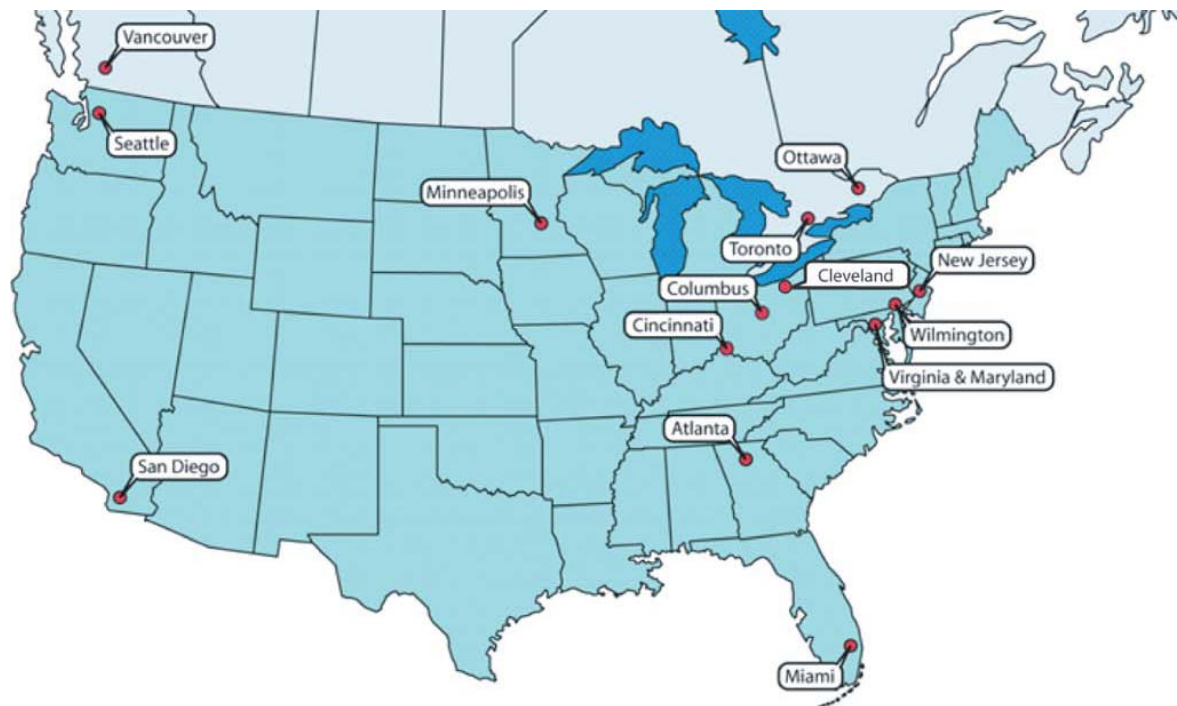 Vancouver
Seattle
Ottawa
Minneapolis
Toronto
New Jersey
Cleveland
Columbus
Cincinnati
Wilmington
Virginia & Maryland
Atlanta
San Diego
Miami